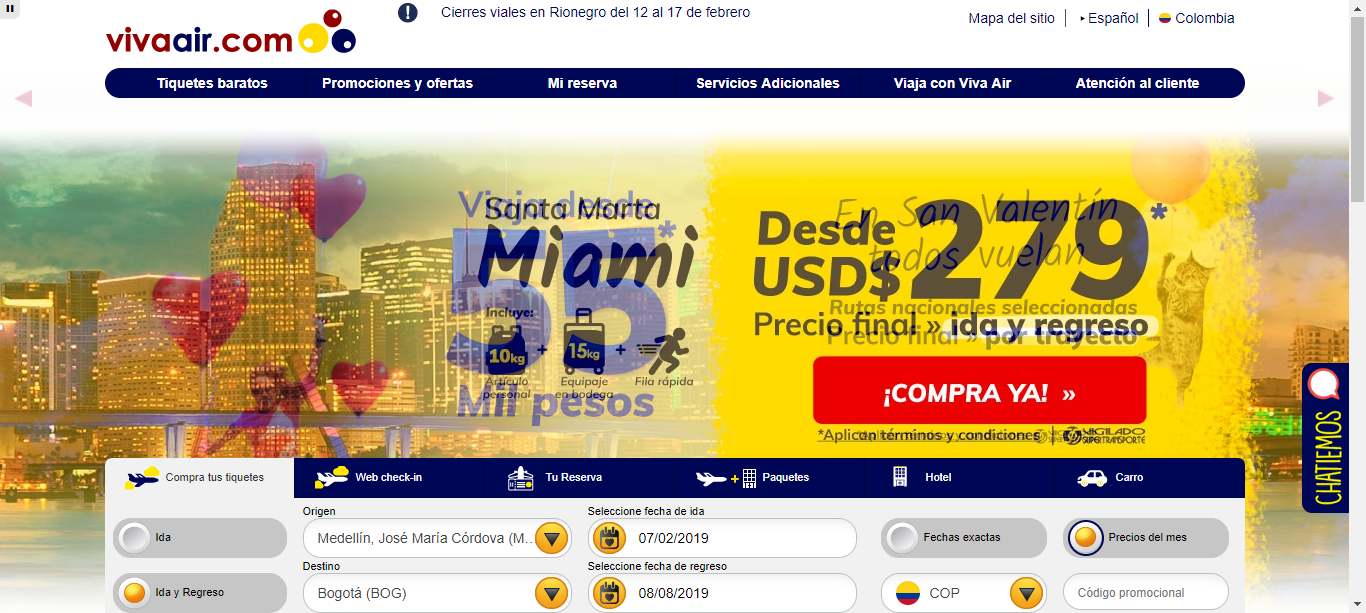 Cierres viales en Rionegro del 12 al 17 de febrero
Mapa del sitio
Español
Colombia
vivaair.com
Tiquetes baratos
Promociones y ofertas
Mi reserva
Servicios Adicionales
Viaja con Viva Air
Atención al cliente
Viaja desde
55*
Mil pesos
Santa Marta
Miami
Incluye:
10kg + 15kg +
Artículo personal
Equipaje en bodega
Fila rápida
En San Valentín
todos vuelan
Rutas nacionales seleccionadas
Precio final » por trayecto
Desde
USD$ 279*
Precio final » ida y regreso
¡COMPRA YA! »
*Aplican términos y condiciones
VIGILADO
SUPERTRANSPORTE
CHATIEMOS
Compra tus tiquetes
Web check-in
Tu Reserva
+
Paquetes
Hotel
Carro
Ida
Ida y Regreso
Origen
Medellín, José María Córdova (M...
Destino
Bogotá (BOG)
Seleccione fecha de ida
07/02/2019
Seleccione fecha de regreso
08/08/2019
Fechas exactas
Precios del mes
COP
Código promocional